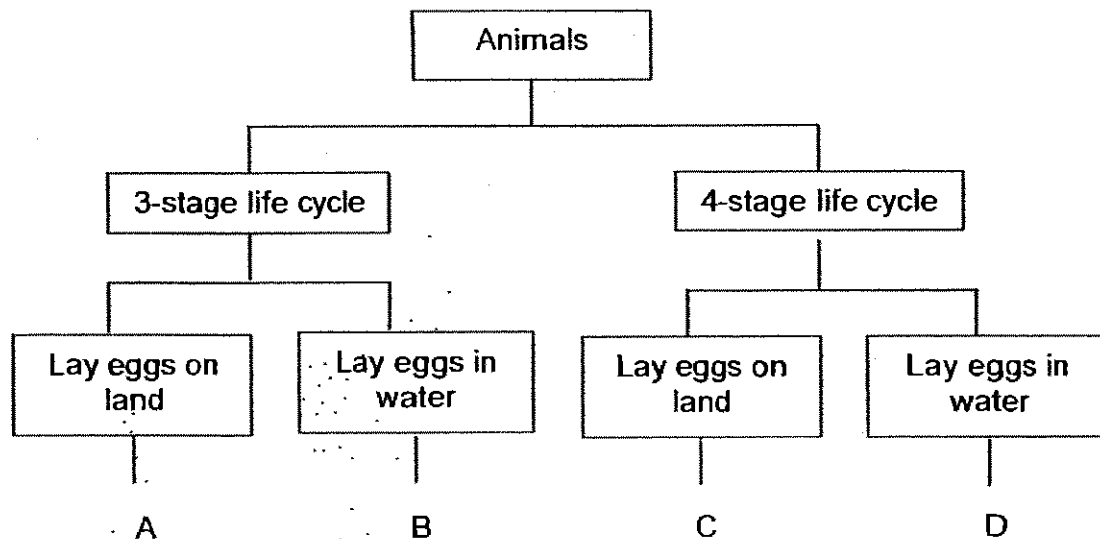 Animals
3-stage life cycle
4-stage life cycle
Lay eggs on
land
Lay eggs in
water
Lay eggs on
land
Lay eggs in
water
A
B
C
D